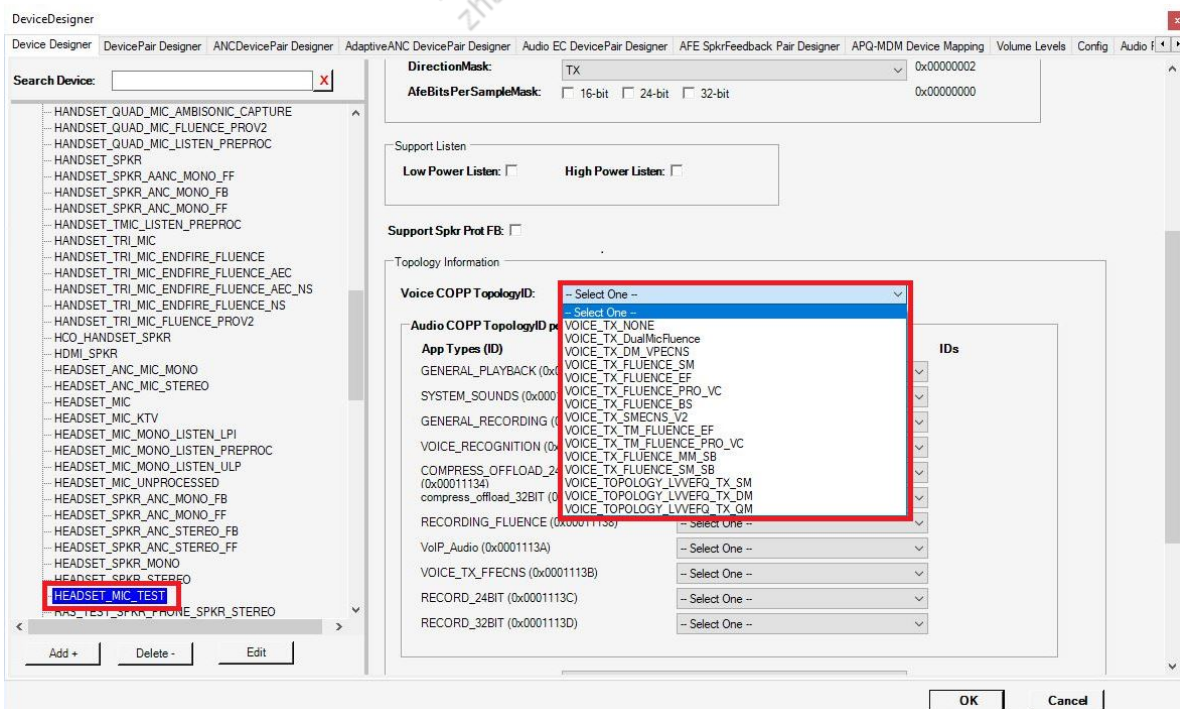 zh
DeviceDesigner
x
Device Designer DevicePair Designer ANCDevicePair Designer AdaptiveANC DevicePair Designer Audio EC DevicePair Designer AFE SpkrFeedback Pair Designer APQ-MDM Device Mapping Volume Levels Config Audio F
Search Device: X
HANDSET_QUAD_MIC_AMBISONIC_CAPTURE
HANDSET_QUAD_MIC_FLUENCE_PROV2
HANDSET_QUAD_MIC_LISTEN_PREPROC
HANDSET_SPKR
HANDSET_SPKR_AANC_MONO_FF
HANDSET_SPKR_ANC_MONO_FB
HANDSET_SPKR_ANC_MONO_FF
HANDSET_TMIC_LISTEN_PREPROC
HANDSET_TRI_MIC
HANDSET_TRI_MIC_ENDFIRE_FLUENCE
HANDSET_TRI_MIC_ENDFIRE_FLUENCE_AEC
HANDSET_TRI_MIC_ENDFIRE_FLUENCE_AEC_NS
HANDSET_TRI_MIC_ENDFIRE_FLUENCE_NS
HANDSET_TRI_MIC_FLUENCE_PROV2
HCO_HANDSET_SPKR
HDMI_SPKR
HEADSET_ANC_MIC_MONO
HEADSET_ANC_MIC_STEREO
HEADSET_MIC
HEADSET_MIC_KTV
HEADSET_MIC_MONO_LISTEN_LPI
HEADSET_MIC_MONO_LISTEN_PREPROC
HEADSET_MIC_MONO_LISTEN_ULP
HEADSET_MIC_UNPROCESSED
HEADSET_SPKR_ANC_MONO_FB
HEADSET_SPKR_ANC_MONO_FF
HEADSET_SPKR_ANC_STEREO_FB
HEADSET_SPKR_ANC_STEREO_FF
HEADSET_SPKR_MONO
HEADSET_SPKR_STEREO
HEADSET_MIC_TEST
RAS_TEST_SPKR_PHONE_SPKR_STEREO
Add + Delete - Edit
DirectionMask: TX 0x00000002
AfeBitsPerSampleMask: 16-bit 24-bit 32-bit 0x00000000
Support Listen
Low Power Listen: High Power Listen:
Support Spkr Prot FB:
Topology Information
Voice COPP TopologyID: -- Select One --
-- Select One --
VOICE_TX_NONE
VOICE_TX_DualMicFluence
VOICE_TX_DM_VPECNS
VOICE_TX_FLUENCE_SM
VOICE_TX_FLUENCE_EF
VOICE_TX_FLUENCE_PRO_VC
VOICE_TX_FLUENCE_BS
VOICE_TX_SMECNS_V2
VOICE_TX_TM_FLUENCE_EF
VOICE_TX_TM_FLUENCE_PRO_VC
VOICE_TX_FLUENCE_MM_SB
VOICE_TX_FLUENCE_SM_SB
VOICE_TOPOLOGY_LVVEFQ_TX_SM
VOICE_TOPOLOGY_LVVEFQ_TX_DM
VOICE_TOPOLOGY_LVVEFQ_TX_QM
Audio COPP TopologyID
App Types (ID) IDs
GENERAL_PLAYBACK
SYSTEM_SOUNDS
GENERAL_RECORDING
VOICE_RECOGNITION
COMPRESS_OFFLOAD_24
(0x00011134)
compress_offload_32BIT
RECORDING_FLUENCE (0x00011138) -- Select One --
VoIP_Audio (0x0001113A) -- Select One --
VOICE_TX_FFECNS (0x0001113B) -- Select One --
RECORD_24BIT (0x0001113C) -- Select One --
RECORD_32BIT (0x0001113D) -- Select One --
OK Cancel